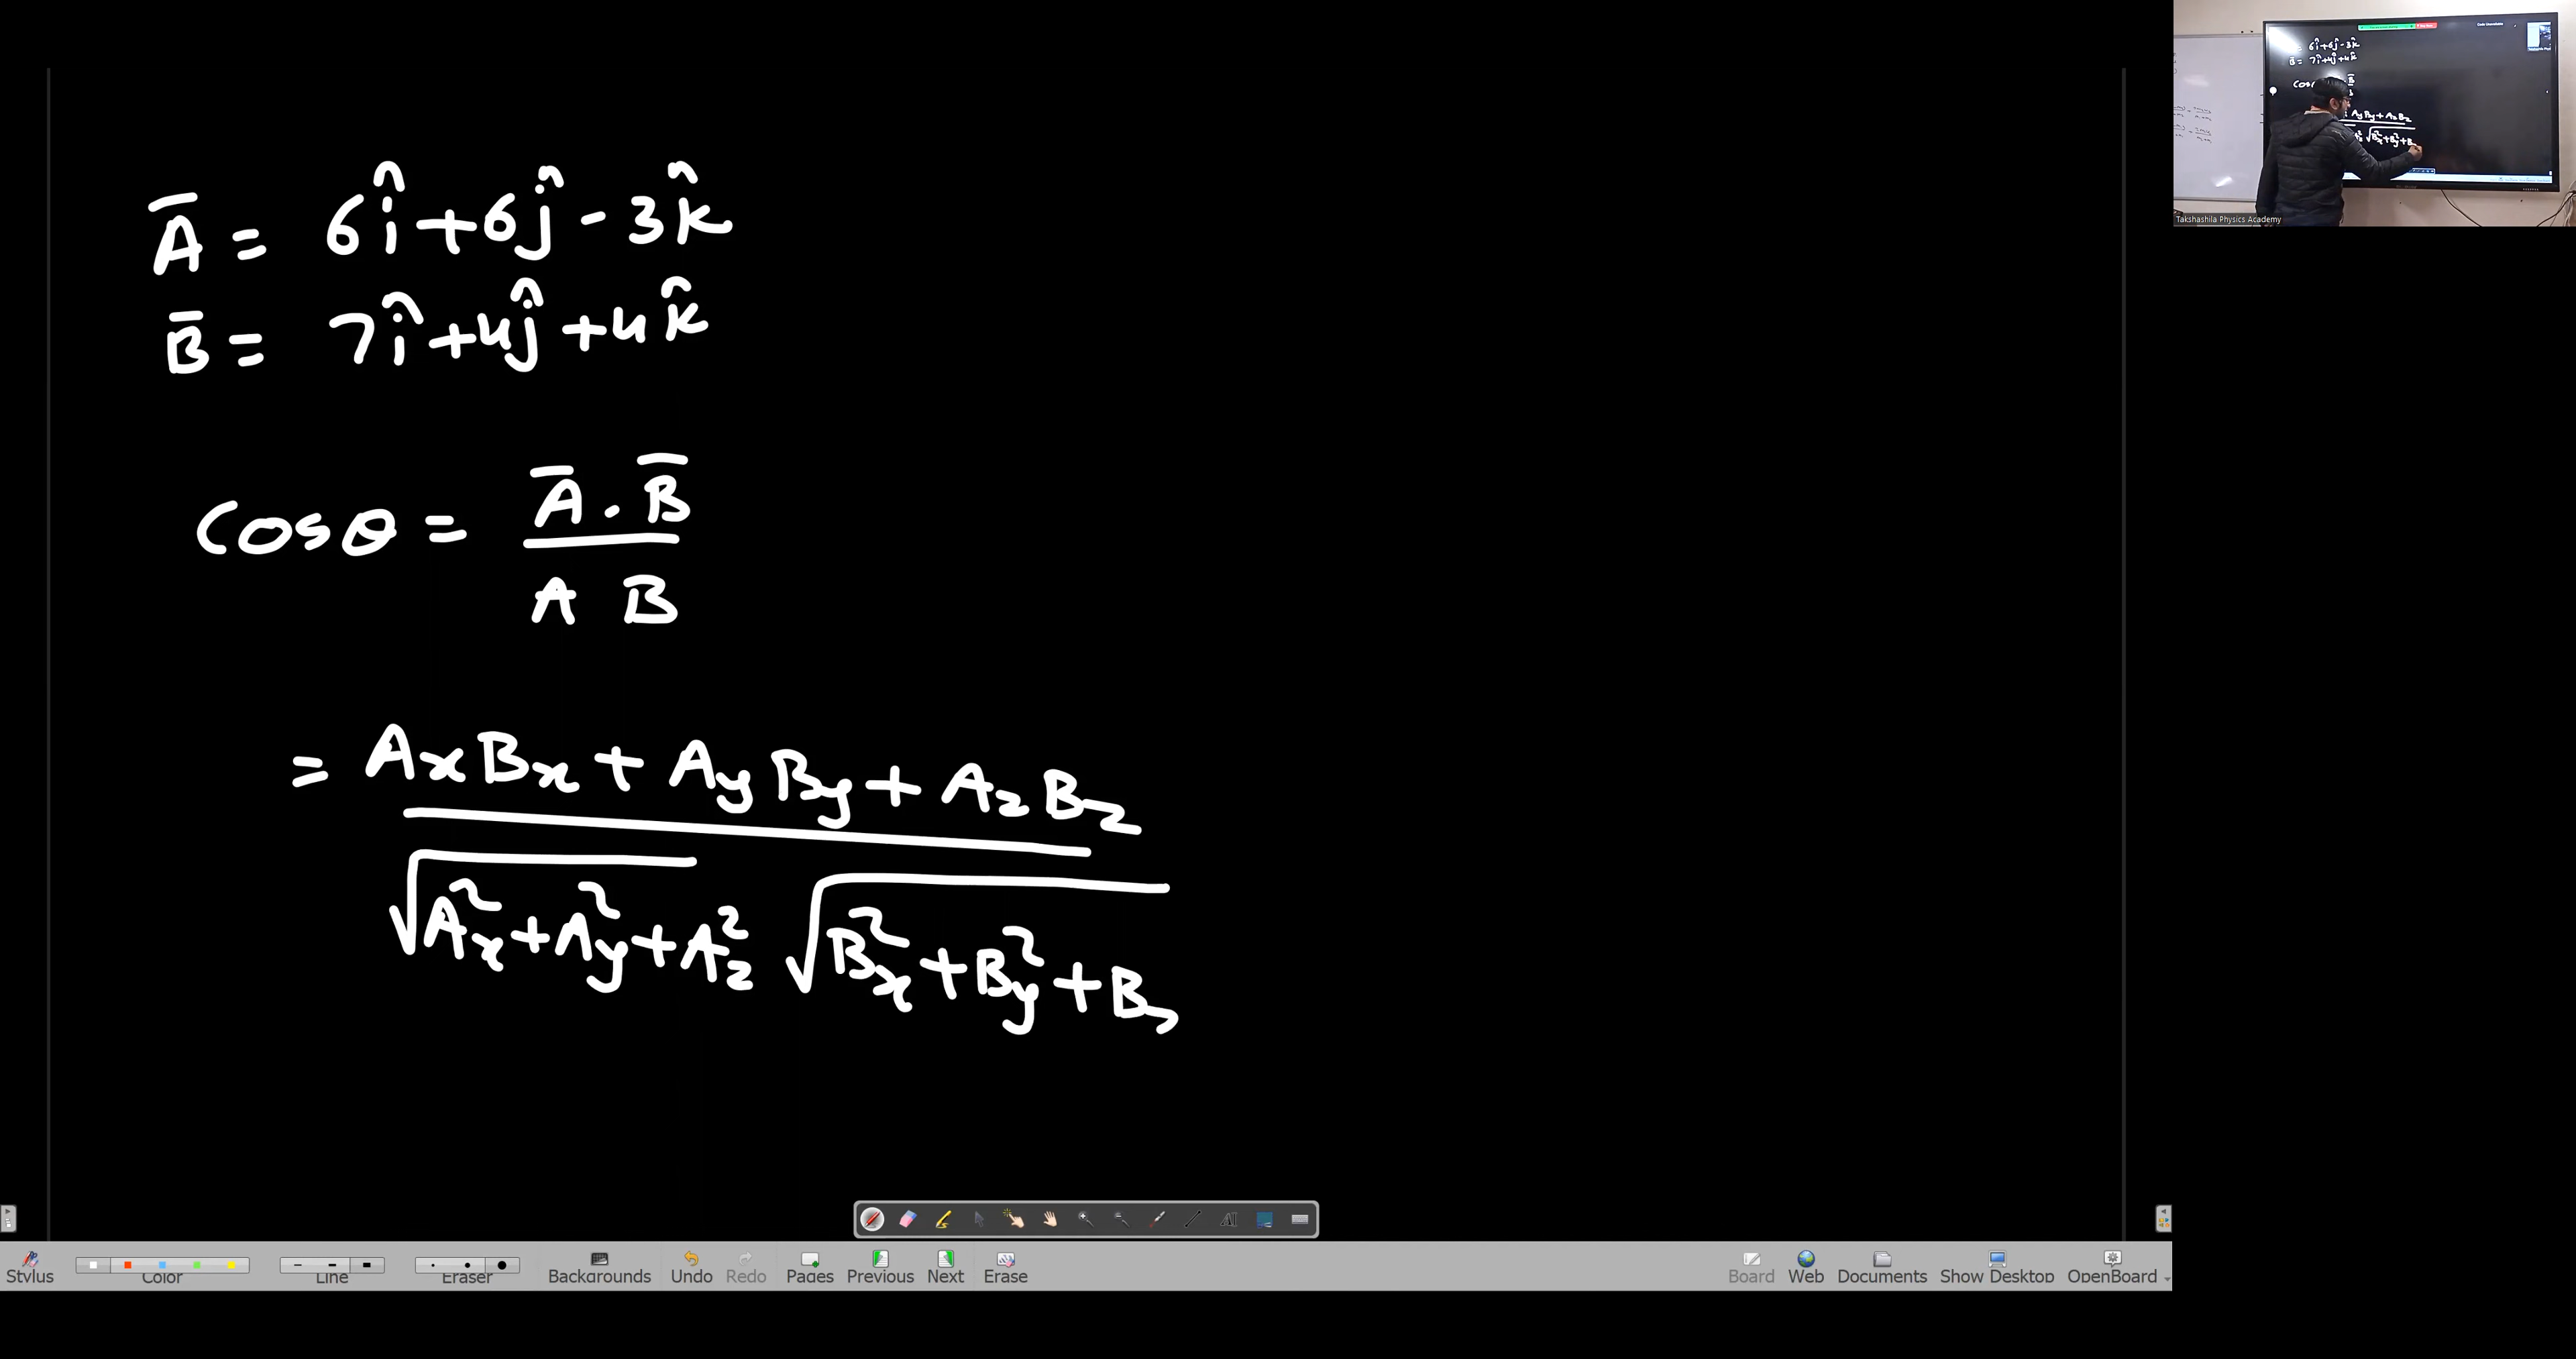 A̅ = 6î + 6ĵ - 3k̂
B̅ = 7î + 4ĵ + 4k̂
Cosθ = A̅ . B̅
A B
= AxBx + AyBy + AzBz
√Ax² + Ay² + Az² √Bx² + By² + B
Takshashila Physics Academy
Stylus Color Line Eraser Backgrounds Undo Redo Pages Previous Next Erase Board Web Documents Show Desktop OpenBoard